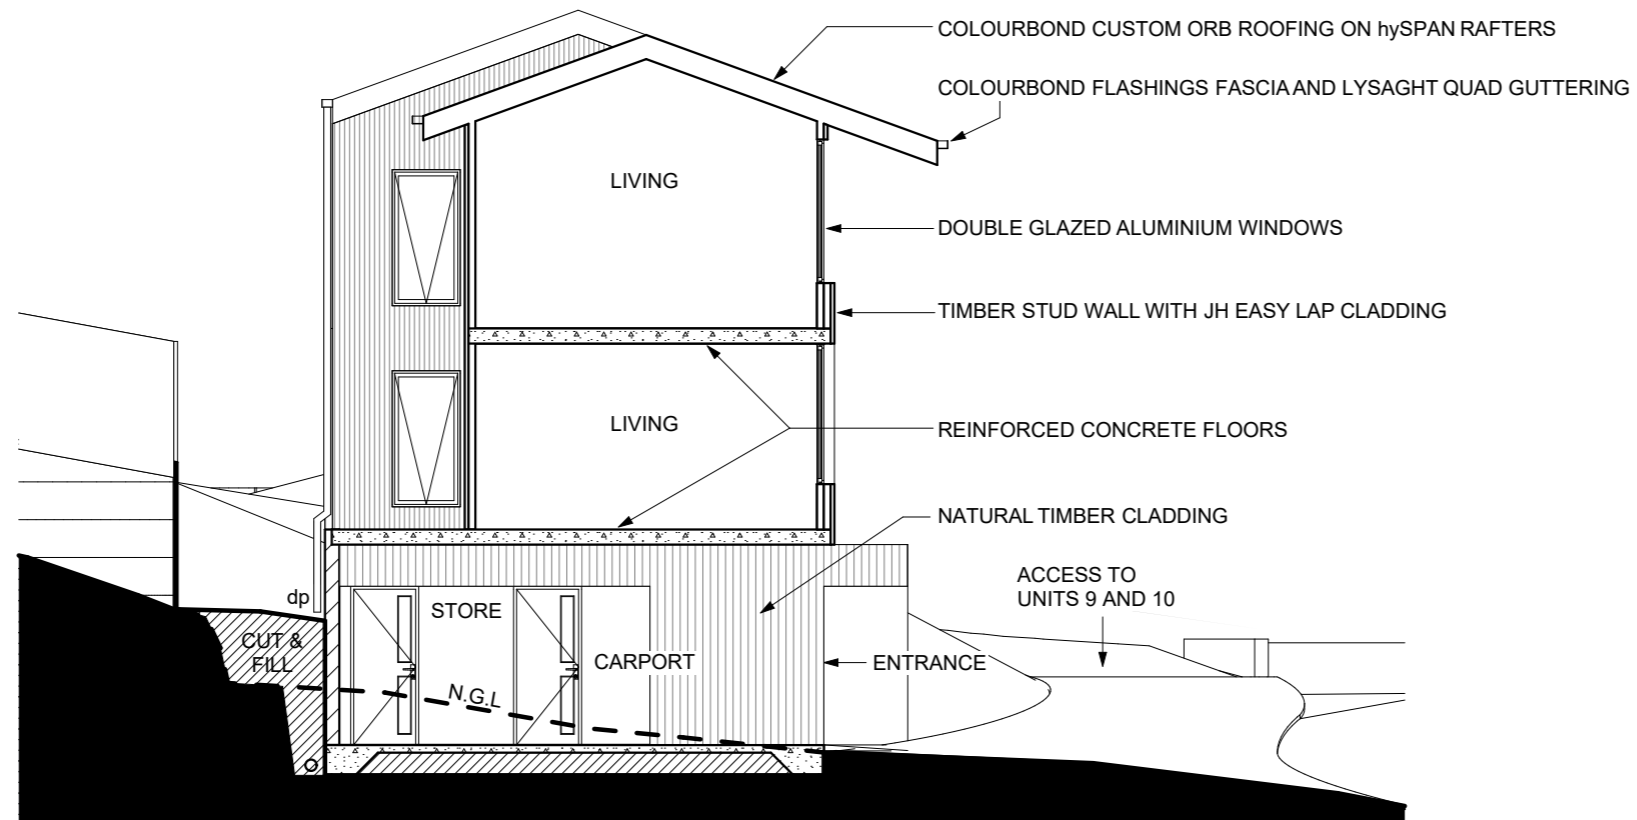 COLOURBOND CUSTOM ORB ROOFING ON hySPAN RAFTERS
COLOURBOND FLASHINGS FASCIA AND LYSAGHT QUAD GUTTERING
LIVING
DOUBLE GLAZED ALUMINIUM WINDOWS
TIMBER STUD WALL WITH JH EASY LAP CLADDING
LIVING
REINFORCED CONCRETE FLOORS
NATURAL TIMBER CLADDING
ACCESS TO
UNITS 9 AND 10
dp
STORE
CUT &
FILL
CARPORT
ENTRANCE
N.G.L